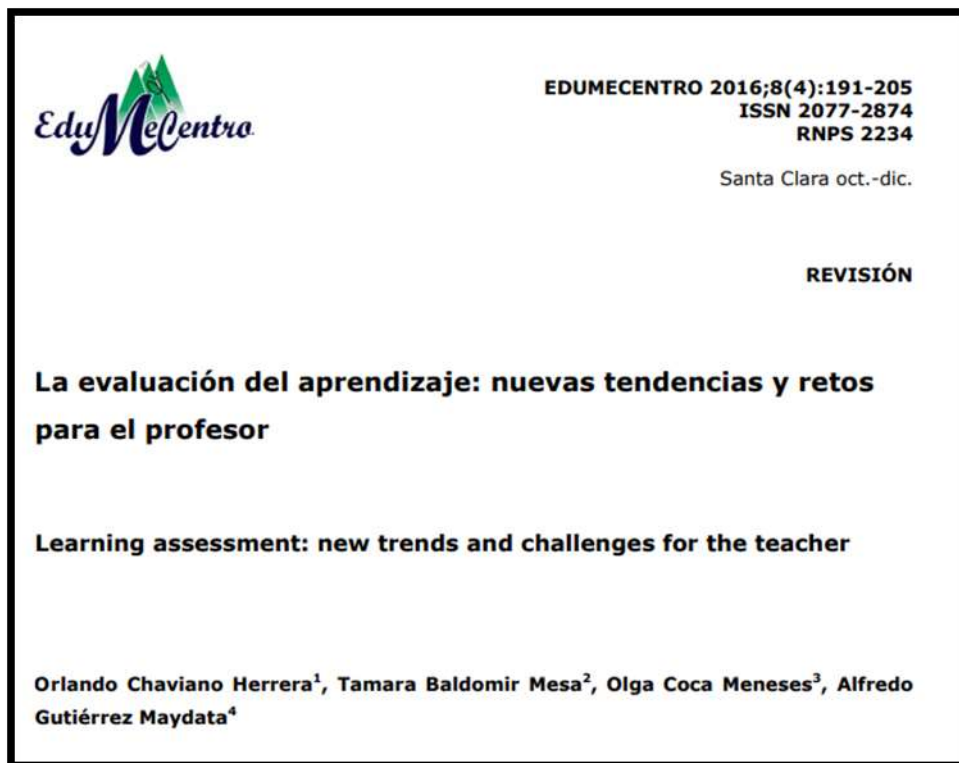 EduMeCentro
EDUMECENTRO 2016;8(4):191-205
ISSN 2077-2874
RNPS 2234
Santa Clara oct.-dic.
REVISIÓN
La evaluación del aprendizaje: nuevas tendencias y retos
para el profesor
Learning assessment: new trends and challenges for the teacher
Orlando Chaviano Herrera¹, Tamara Baldomir Mesa², Olga Coca Meneses³, Alfredo
Gutiérrez Maydata⁴